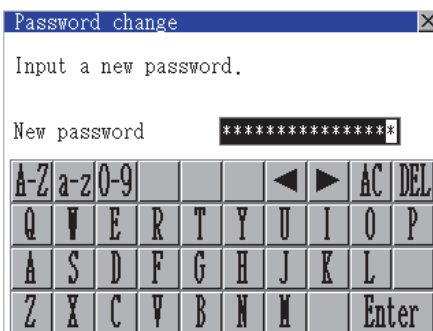 Password change ×
Input a new password.
New password ****************
A-Z a-z 0-9 ◀ ▶ AC DEL
Q W E R T Y U I O P
A S D F G H J K L
Z X C V B N M Enter